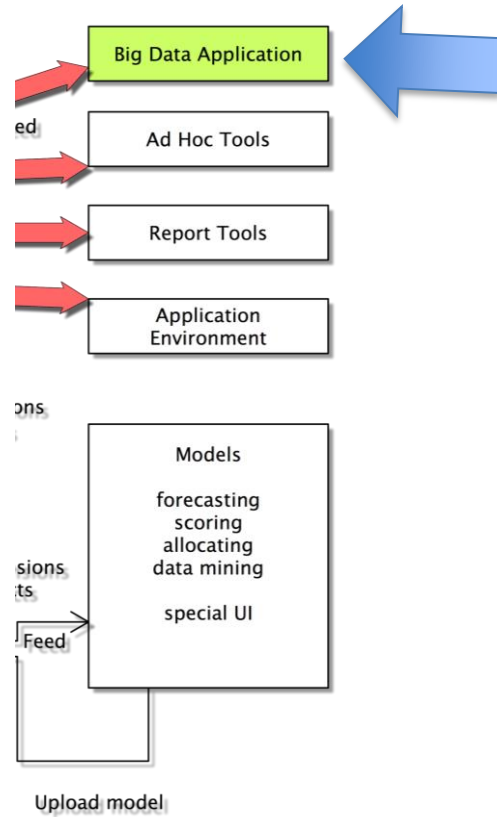 Big Data Application
ed
Ad Hoc Tools
Report Tools
Application
Environment
ons
s
Models
forecasting
scoring
allocating
data mining
special UI
sions
cts
Feed
Upload model